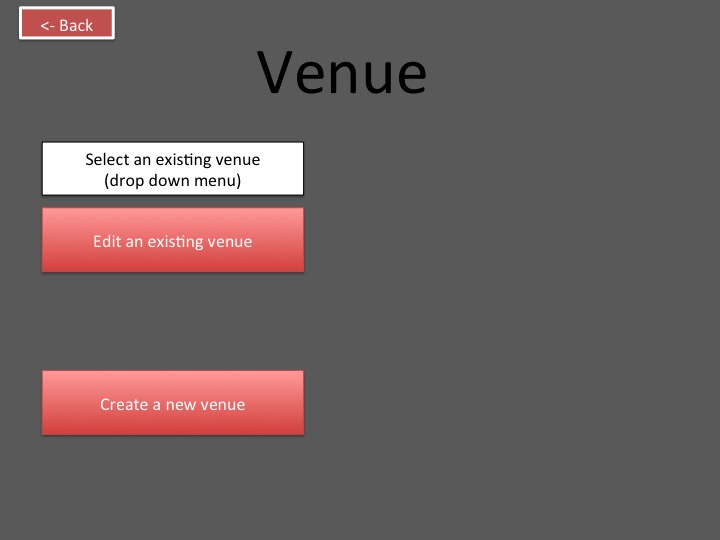 <- Back
Venue
Select an existing venue
(drop down menu)
Edit an existing venue
Create a new venue